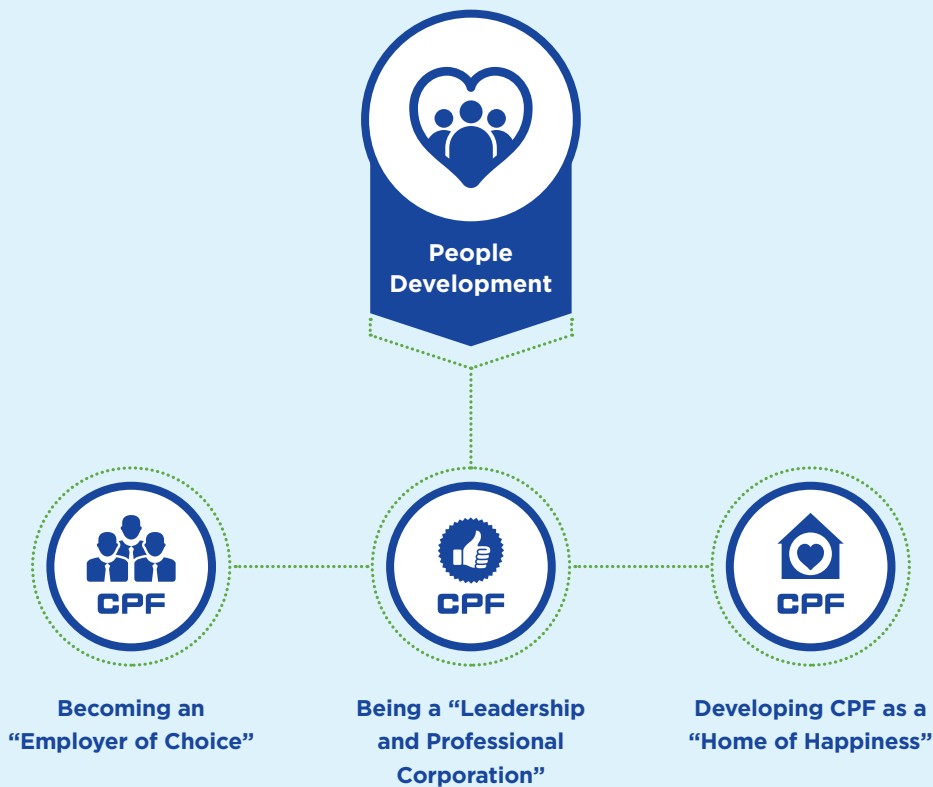 People
Development
CPF
CPF
CPF
Becoming an
“Employer of Choice”
Being a “Leadership
and Professional
Corporation”
Developing CPF as a
“Home of Happiness”